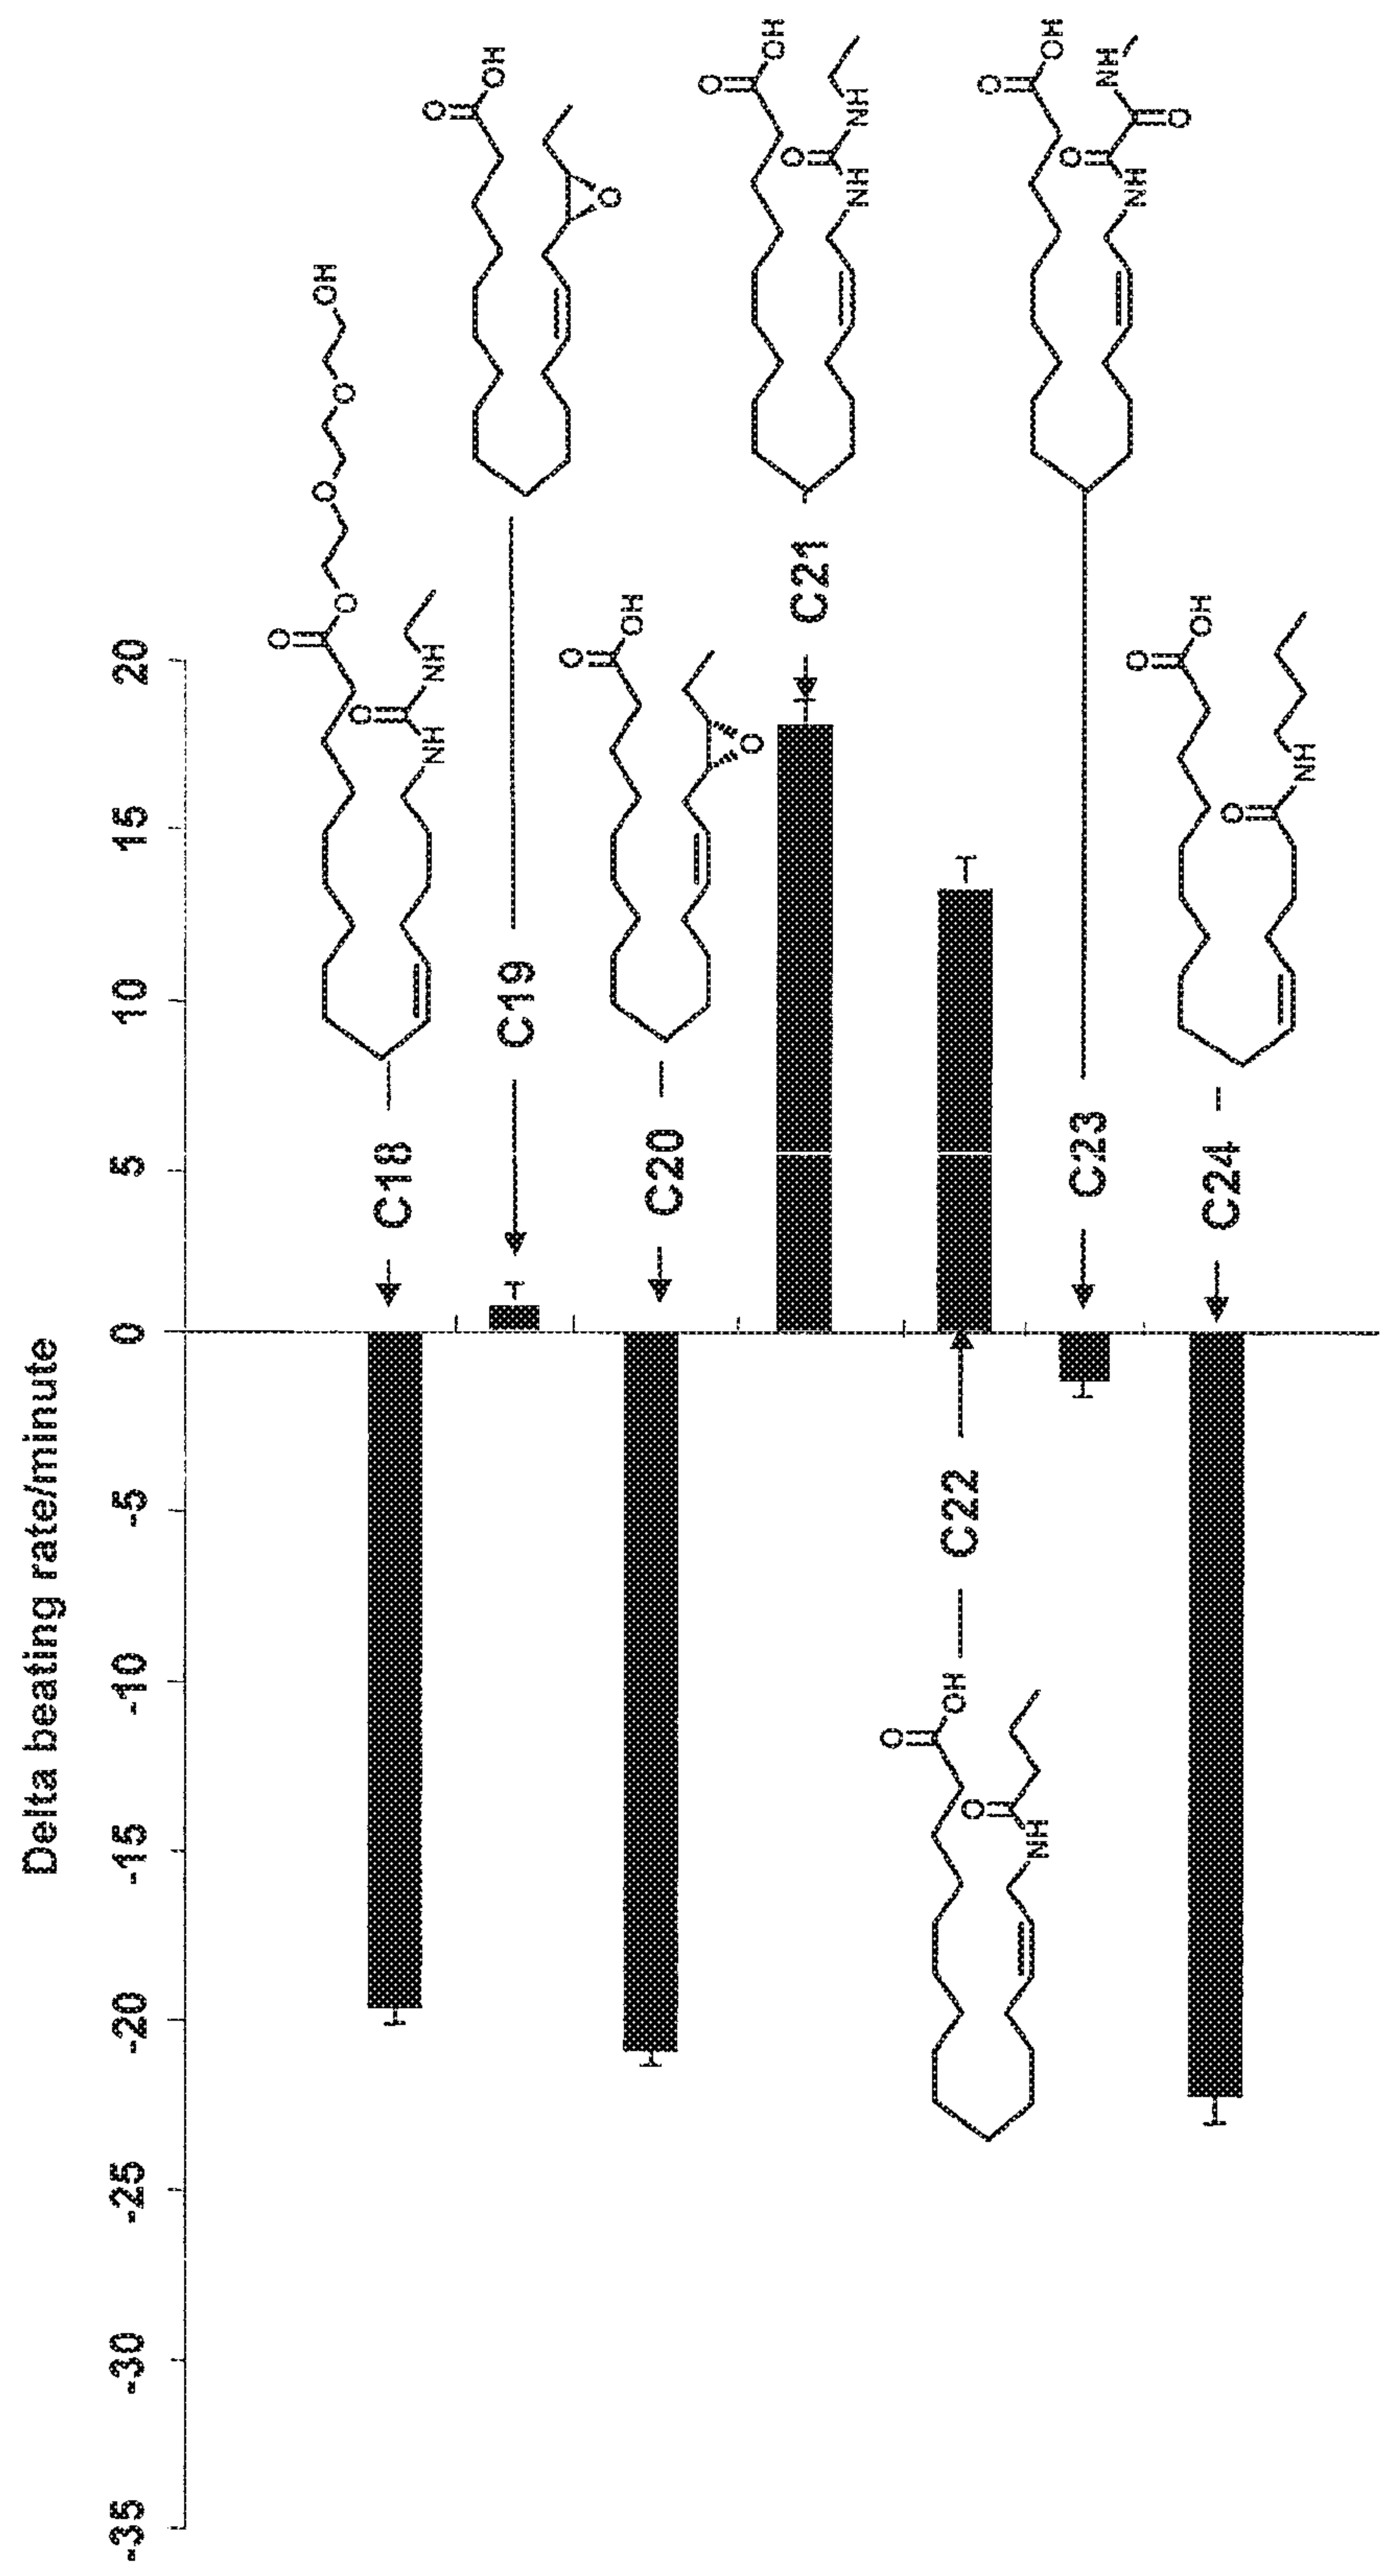 Delta beating rate/minute
20
15
10
5
0
-5
-10
-15
-20
-25
-30
-35
C18
O
O
O
O
OH
O
NH
NH
C19
O
OH
O
C20
O
OH
O
C21
O
OH
O
NH
NH
C22
O
OH
O
NH
C23
O
OH
O
NH
O
NH
C24
O
OH
O
NH